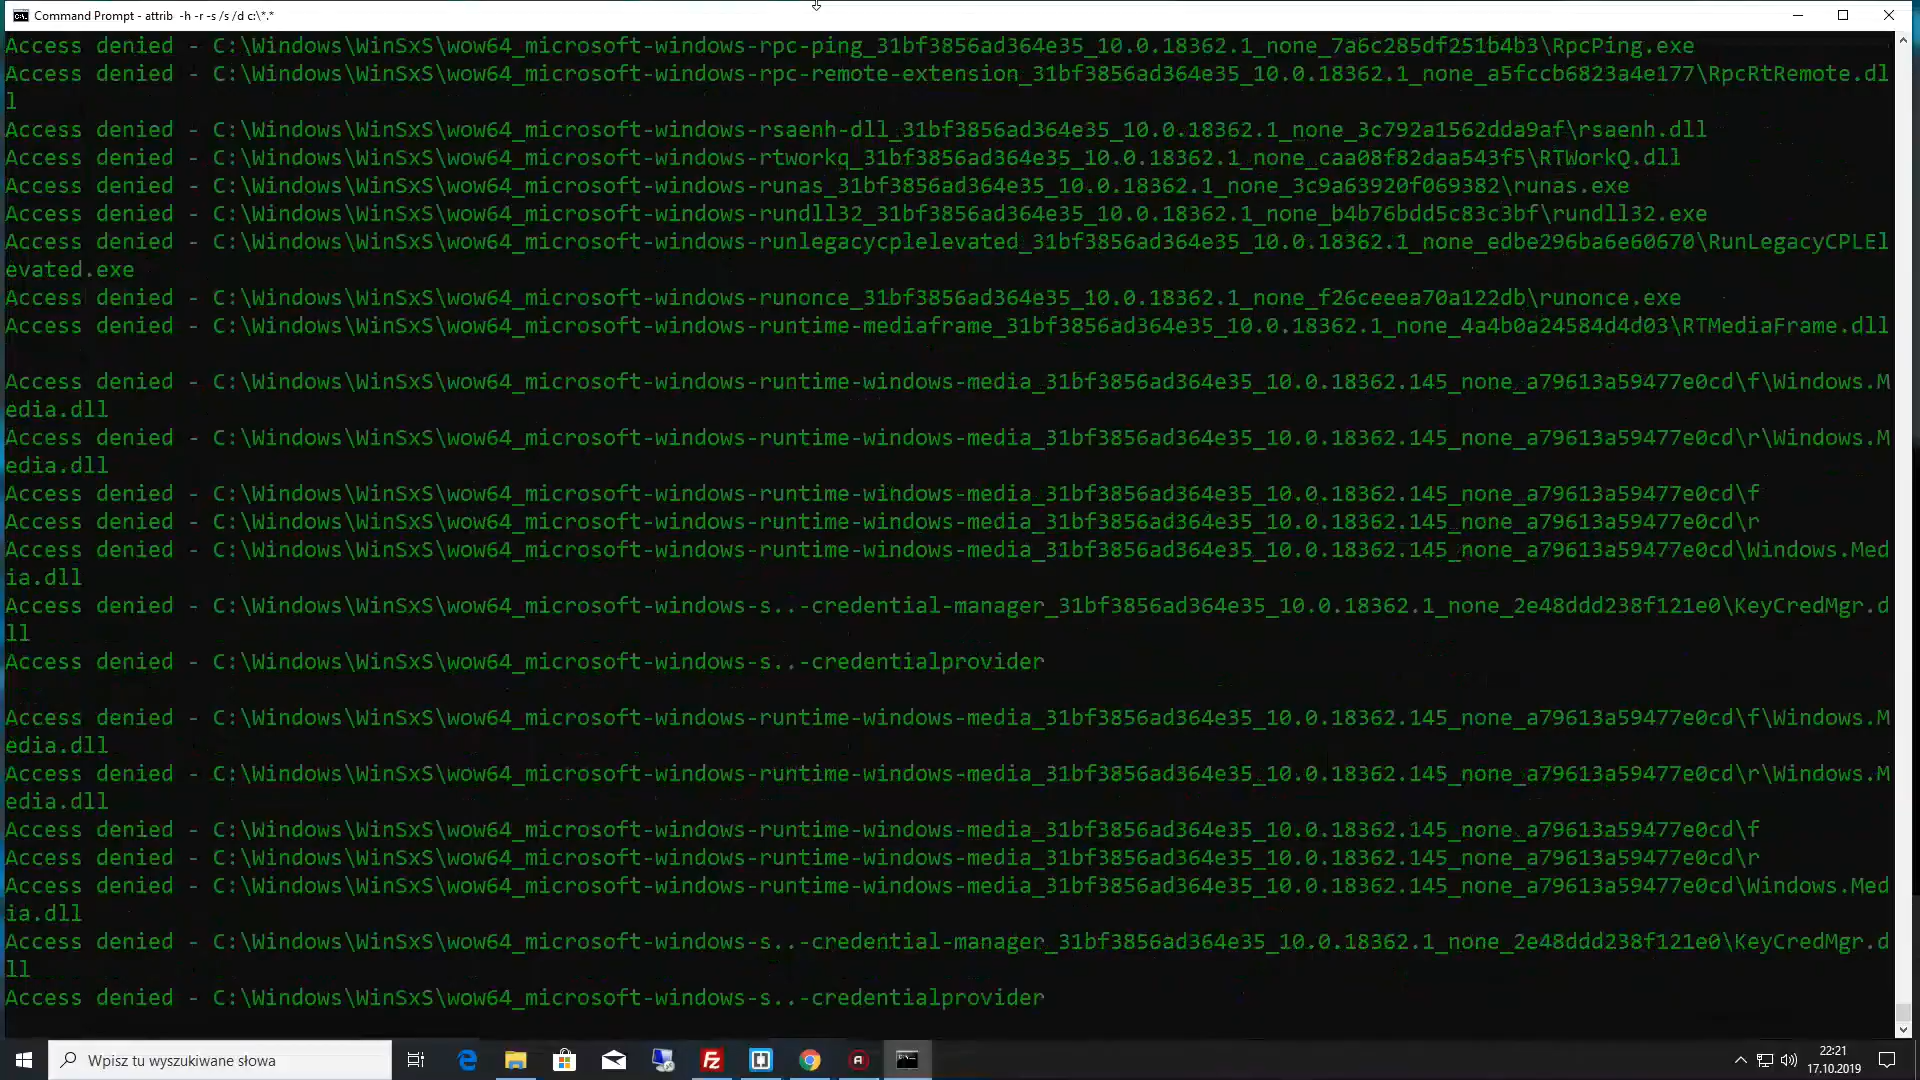 Command Prompt - attrib  -h -r -s /s /d c:\*.*
Access denied - C:\Windows\WinSxS\wow64_microsoft-windows-rpc-ping_31bf3856ad364e35_10.0.18362.1_none_7a6c285df251b4b3\RpcPing.exe
Access denied - C:\Windows\WinSxS\wow64_microsoft-windows-rpc-remote-extension_31bf3856ad364e35_10.0.18362.1_none_a5fccb6823a4e177\RpcRtRemote.dl
l
Access denied - C:\Windows\WinSxS\wow64_microsoft-windows-rsaenh-dll_31bf3856ad364e35_10.0.18362.1_none_3c792a1562dda9af\rsaenh.dll
Access denied - C:\Windows\WinSxS\wow64_microsoft-windows-rtworkq_31bf3856ad364e35_10.0.18362.1_none_caa08f82daa543f5\RTWorkQ.dll
Access denied - C:\Windows\WinSxS\wow64_microsoft-windows-runas_31bf3856ad364e35_10.0.18362.1_none_3c9a63920f069382\runas.exe
Access denied - C:\Windows\WinSxS\wow64_microsoft-windows-rundll32_31bf3856ad364e35_10.0.18362.1_none_b4b76bdd5c83c3bf\rundll32.exe
Access denied - C:\Windows\WinSxS\wow64_microsoft-windows-runlegacycplelevated_31bf3856ad364e35_10.0.18362.1_none_edbe296ba6e60670\RunLegacyCPLEl
evated.exe
Access denied - C:\Windows\WinSxS\wow64_microsoft-windows-runonce_31bf3856ad364e35_10.0.18362.1_none_f26ceeea70a122db\runonce.exe
Access denied - C:\Windows\WinSxS\wow64_microsoft-windows-runtime-mediaframe_31bf3856ad364e35_10.0.18362.1_none_4a4b0a24584d4d03\RTMediaFrame.dll
Access denied - C:\Windows\WinSxS\wow64_microsoft-windows-runtime-windows-media_31bf3856ad364e35_10.0.18362.145_none_a79613a59477e0cd\f\Windows.M
edia.dll
Access denied - C:\Windows\WinSxS\wow64_microsoft-windows-runtime-windows-media_31bf3856ad364e35_10.0.18362.145_none_a79613a59477e0cd\r\Windows.M
edia.dll
Access denied - C:\Windows\WinSxS\wow64_microsoft-windows-runtime-windows-media_31bf3856ad364e35_10.0.18362.145_none_a79613a59477e0cd\f
Access denied - C:\Windows\WinSxS\wow64_microsoft-windows-runtime-windows-media_31bf3856ad364e35_10.0.18362.145_none_a79613a59477e0cd\r
Access denied - C:\Windows\WinSxS\wow64_microsoft-windows-runtime-windows-media_31bf3856ad364e35_10.0.18362.145_none_a79613a59477e0cd\Windows.Med
ia.dll
Access denied - C:\Windows\WinSxS\wow64_microsoft-windows-s..-credential-manager_31bf3856ad364e35_10.0.18362.1_none_2e48ddd238f121e0\KeyCredMgr.d
ll
Access denied - C:\Windows\WinSxS\wow64_microsoft-windows-s..-credentialprovider
Access denied - C:\Windows\WinSxS\wow64_microsoft-windows-runtime-windows-media_31bf3856ad364e35_10.0.18362.145_none_a79613a59477e0cd\f\Windows.M
edia.dll
Access denied - C:\Windows\WinSxS\wow64_microsoft-windows-runtime-windows-media_31bf3856ad364e35_10.0.18362.145_none_a79613a59477e0cd\r\Windows.M
edia.dll
Access denied - C:\Windows\WinSxS\wow64_microsoft-windows-runtime-windows-media_31bf3856ad364e35_10.0.18362.145_none_a79613a59477e0cd\f
Access denied - C:\Windows\WinSxS\wow64_microsoft-windows-runtime-windows-media_31bf3856ad364e35_10.0.18362.145_none_a79613a59477e0cd\r
Access denied - C:\Windows\WinSxS\wow64_microsoft-windows-runtime-windows-media_31bf3856ad364e35_10.0.18362.145_none_a79613a59477e0cd\Windows.Med
ia.dll
Access denied - C:\Windows\WinSxS\wow64_microsoft-windows-s..-credential-manager_31bf3856ad364e35_10.0.18362.1_none_2e48ddd238f121e0\KeyCredMgr.d
ll
Access denied - C:\Windows\WinSxS\wow64_microsoft-windows-s..-credentialprovider
Wpisz tu wyszukiwane słowa
22:21
17.10.2019